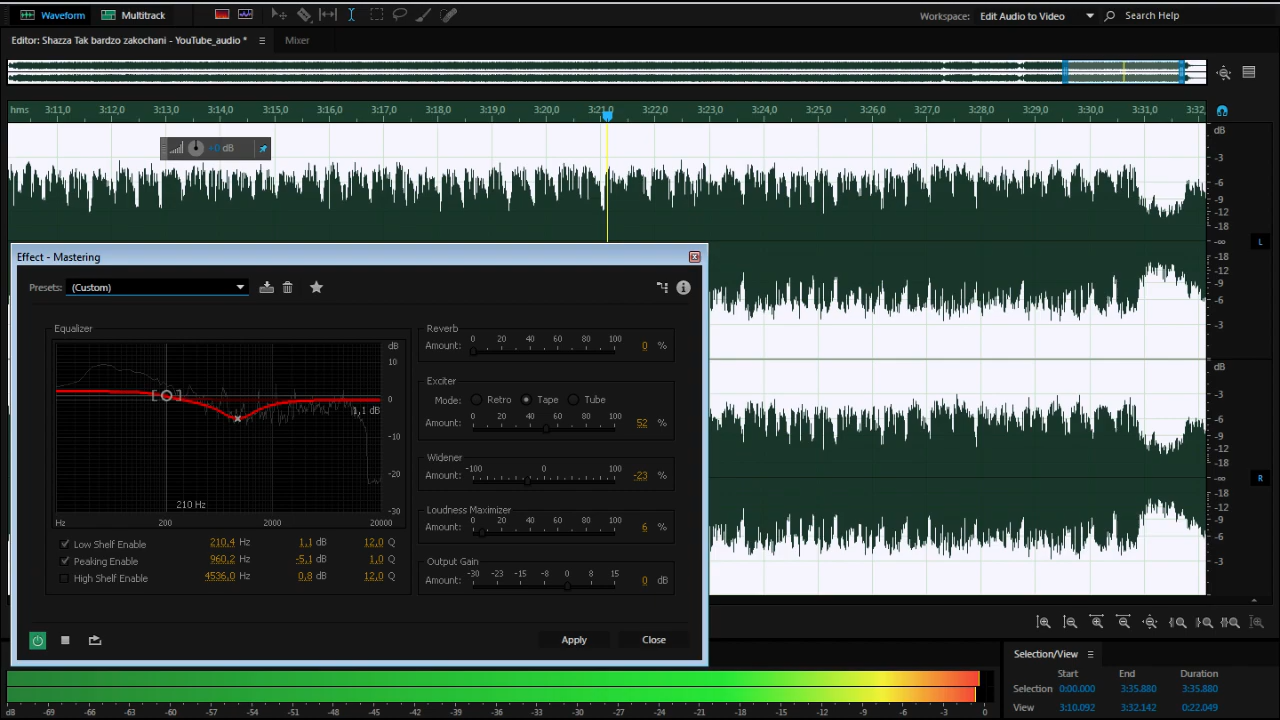 Waveform Multitrack Workspace: Edit Audio to Video Search Help
Editor: Shazza Tak bardzo zakochani - YouTube_audio * Mixer
hms 3:11,0 3:12,0 3:13,0 3:14,0 3:15,0 3:16,0 3:17,0 3:18,0 3:19,0 3:20,0 3:21,0 3:22,0 3:23,0 3:24,0 3:25,0 3:26,0 3:27,0 3:28,0 3:29,0 3:30,0 3:31,0 3:32,
dB
+0 dB
-3
-6
-9
-12
-18
-∞ L
-18
-12
-9
-6
-3
dB
-3
-6
-9
-12
-18
-∞ R
-18
-12
-9
-6
-3
Effect - Mastering
Presets: (Custom)
Equalizer
dB
10
0
1,1 dB
-10
-20
-30
210 Hz
Hz 200 2000 20000
Low Shelf Enable 210,4 Hz 1,1 dB 12,0 Q
Peaking Enable 960,2 Hz -5,1 dB 1,0 Q
High Shelf Enable 4536,0 Hz 0,8 dB 12,0 Q
Reverb
0 20 40 60 80 100
Amount: 0 %
Exciter
Mode: Retro Tape Tube
0 20 40 60 80 100
Amount: 52 %
Widener
-100 0 100
Amount: -23 %
Loudness Maximizer
0 20 40 60 80 100
Amount: 6 %
Output Gain
-30 -23 -15 -8 0 8 15
Amount: 0 dB
Apply Close
Selection/View
Start End Duration
Selection 0:00.000 3:35.880 3:35.880
View 3:10.092 3:32.142 0:22.049
dB -69 -66 -63 -60 -57 -54 -51 -48 -45 -42 -39 -36 -33 -30 -27 -24 -21 -18 -15 -12 -9 -6 -3 0